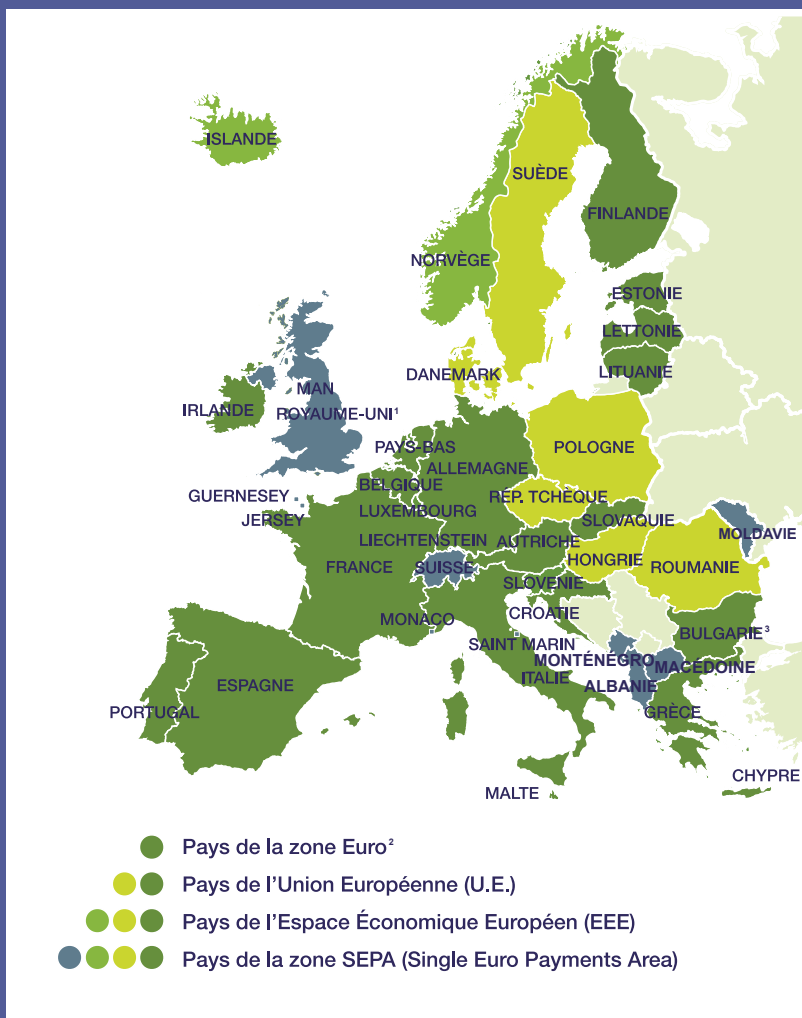 ISLANDE
SUÈDE
FINLANDE
NORVÈGE
ESTONIE
LETTONIE
LITUANIE
DANEMARK
MAN
IRLANDE
ROYAUME-UNI¹
PAYS-BAS
POLOGNE
ALLEMAGNE
BELGIQUE
RÉP. TCHÈQUE
GUERNESEY
LUXEMBOURG
JERSEY
SLOVAQUIE
MOLDAVIE
LIECHTENSTEIN
AUTRICHE
HONGRIE
FRANCE
SUISSE
ROUMANIE
SLOVENIE
CROATIE
MONACO
BULGARIE³
SAINT MARIN
MONTÉNÉGRO
MACÉDOINE
ITALIE
ESPAGNE
ALBANIE
PORTUGAL
GRÈCE
CHYPRE
MALTE
Pays de la zone Euro²
Pays de l’Union Européenne (U.E.)
Pays de l’Espace Économique Européen (EEE)
Pays de la zone SEPA (Single Euro Payments Area)